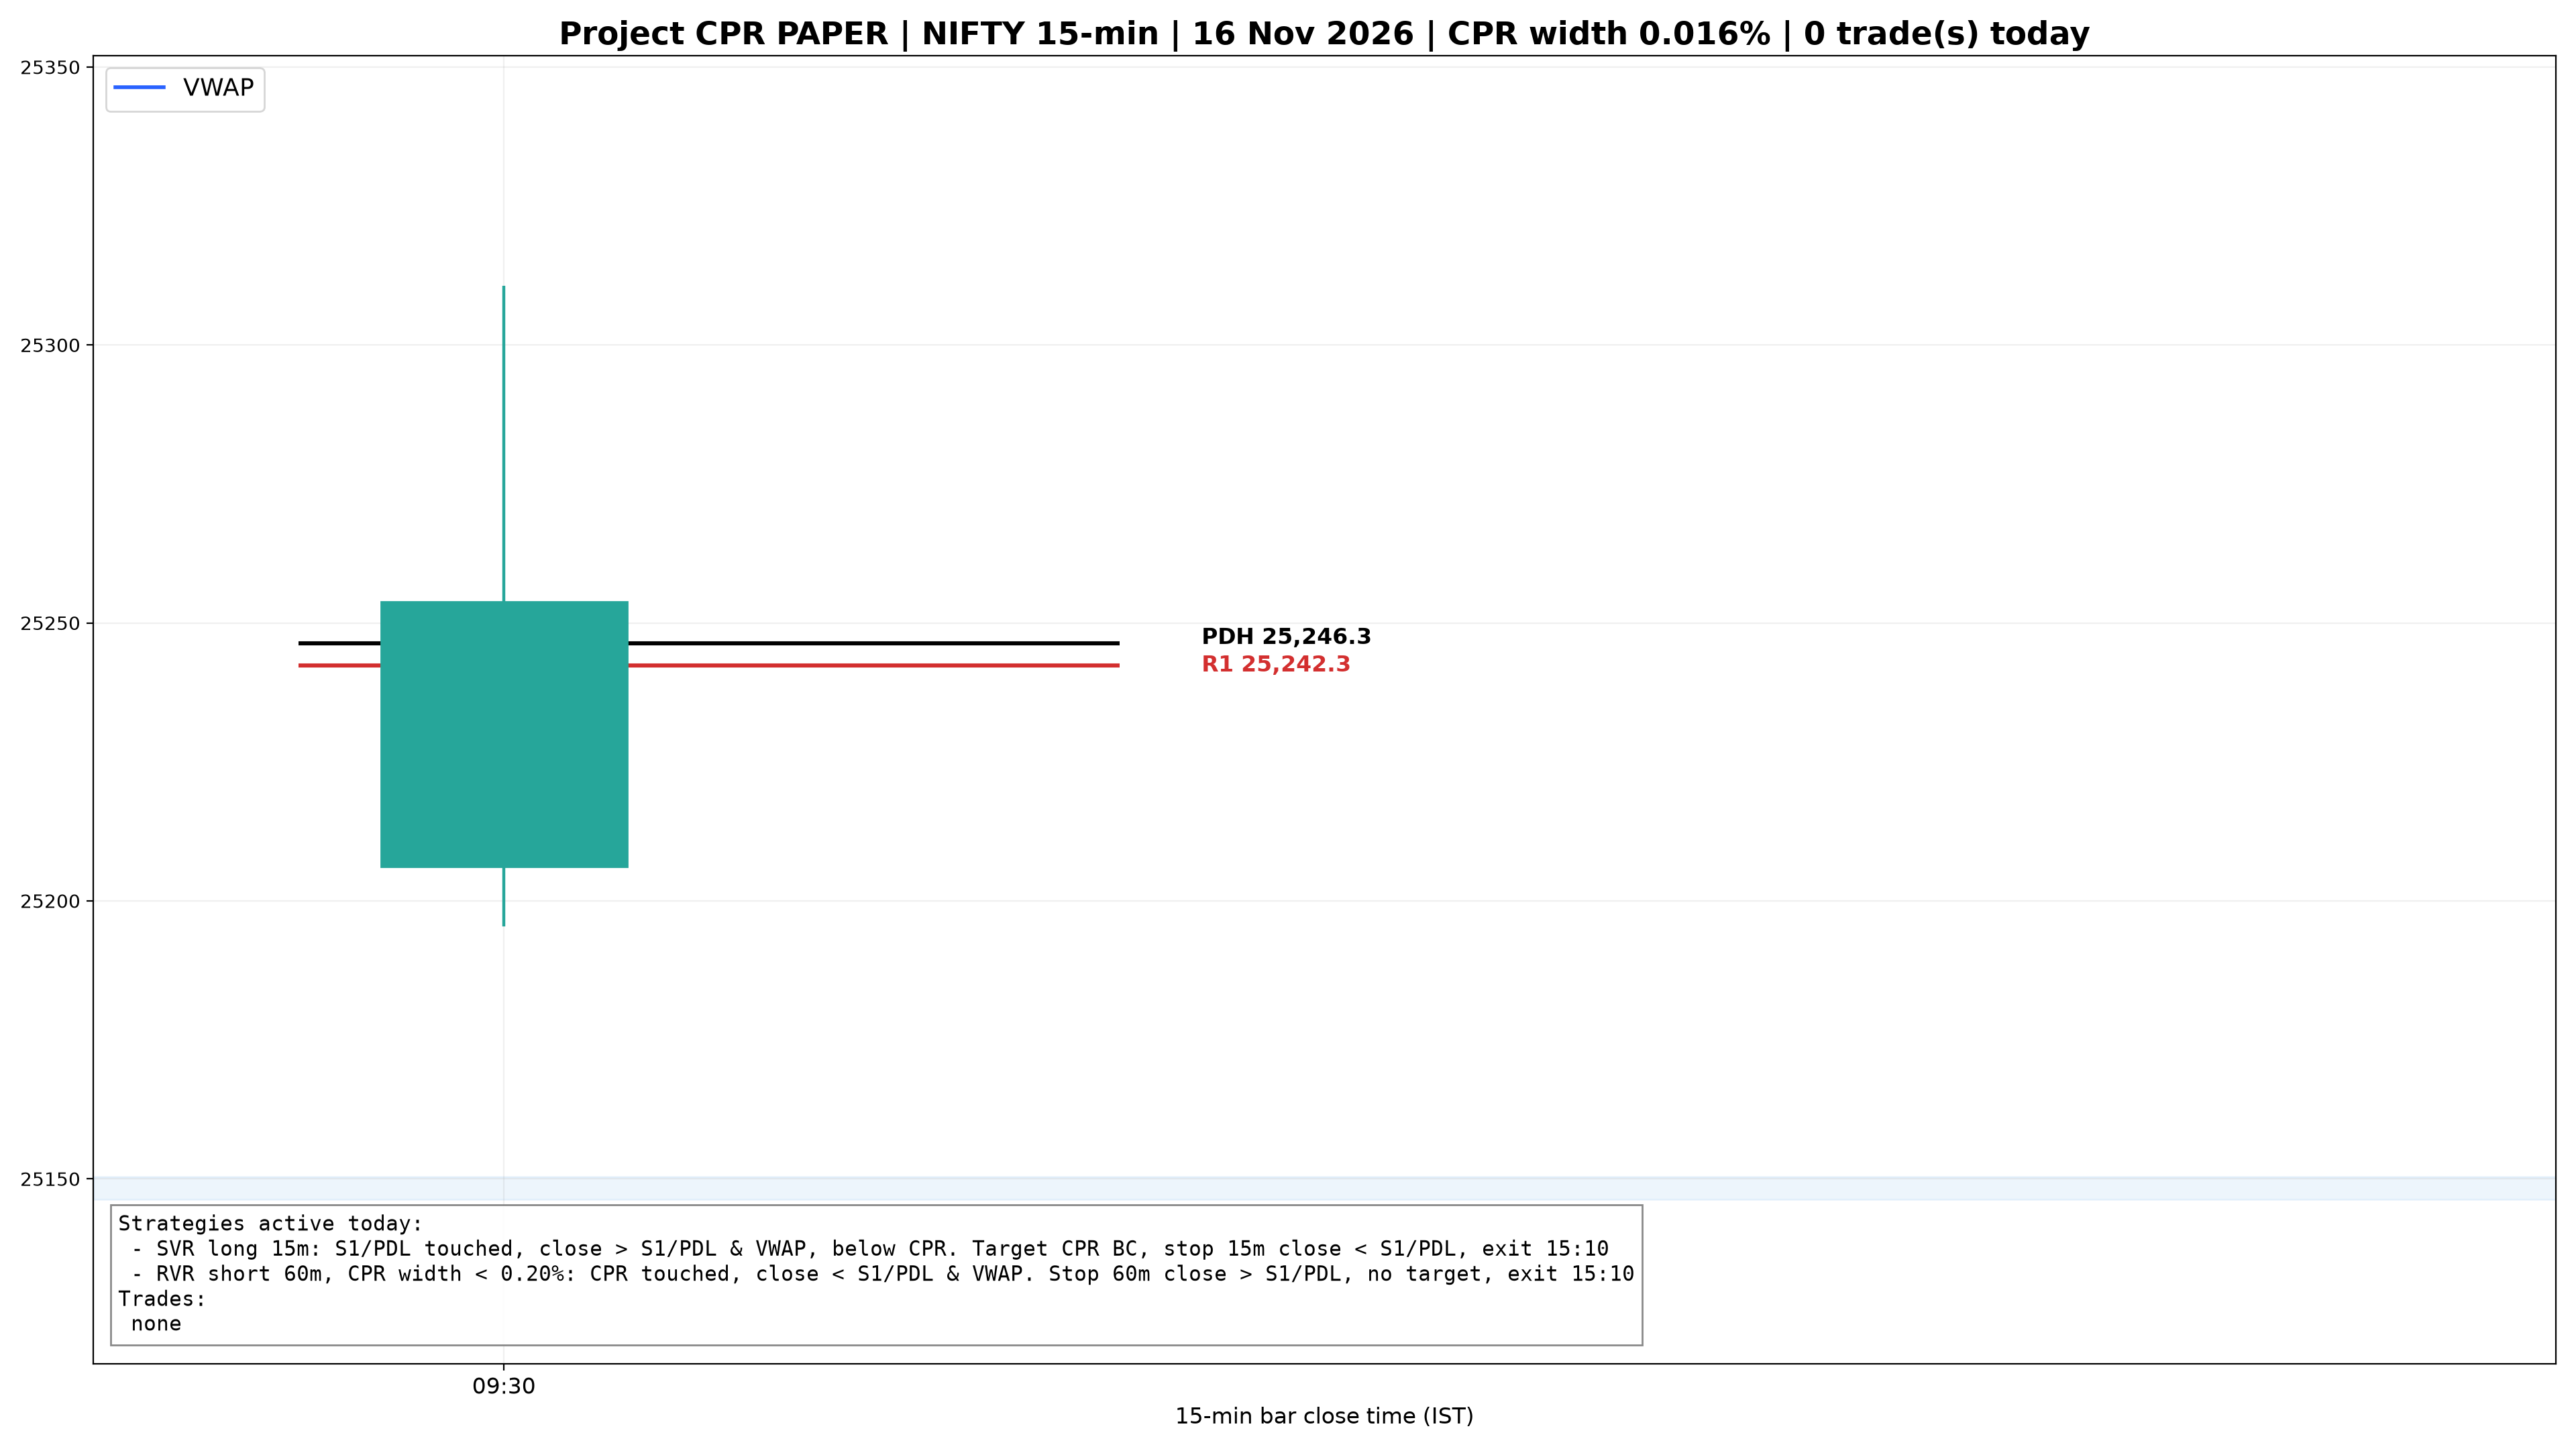 Project CPR PAPER | NIFTY 15-min | 16 Nov 2026 | CPR width 0.016% | 0 trade(s) today
25350
VWAP
25300
25250
PDH 25,246.3
R1 25,242.3
25200
25150
Strategies active today:
- SVR long 15m: S1/PDL touched, close > S1/PDL & VWAP, below CPR. Target CPR BC, stop 15m close < S1/PDL, exit 15:10
- RVR short 60m, CPR width < 0.20%: CPR touched, close < S1/PDL & VWAP. Stop 60m close > S1/PDL, no target, exit 15:10
Trades:
none
09:30
15-min bar close time (IST)